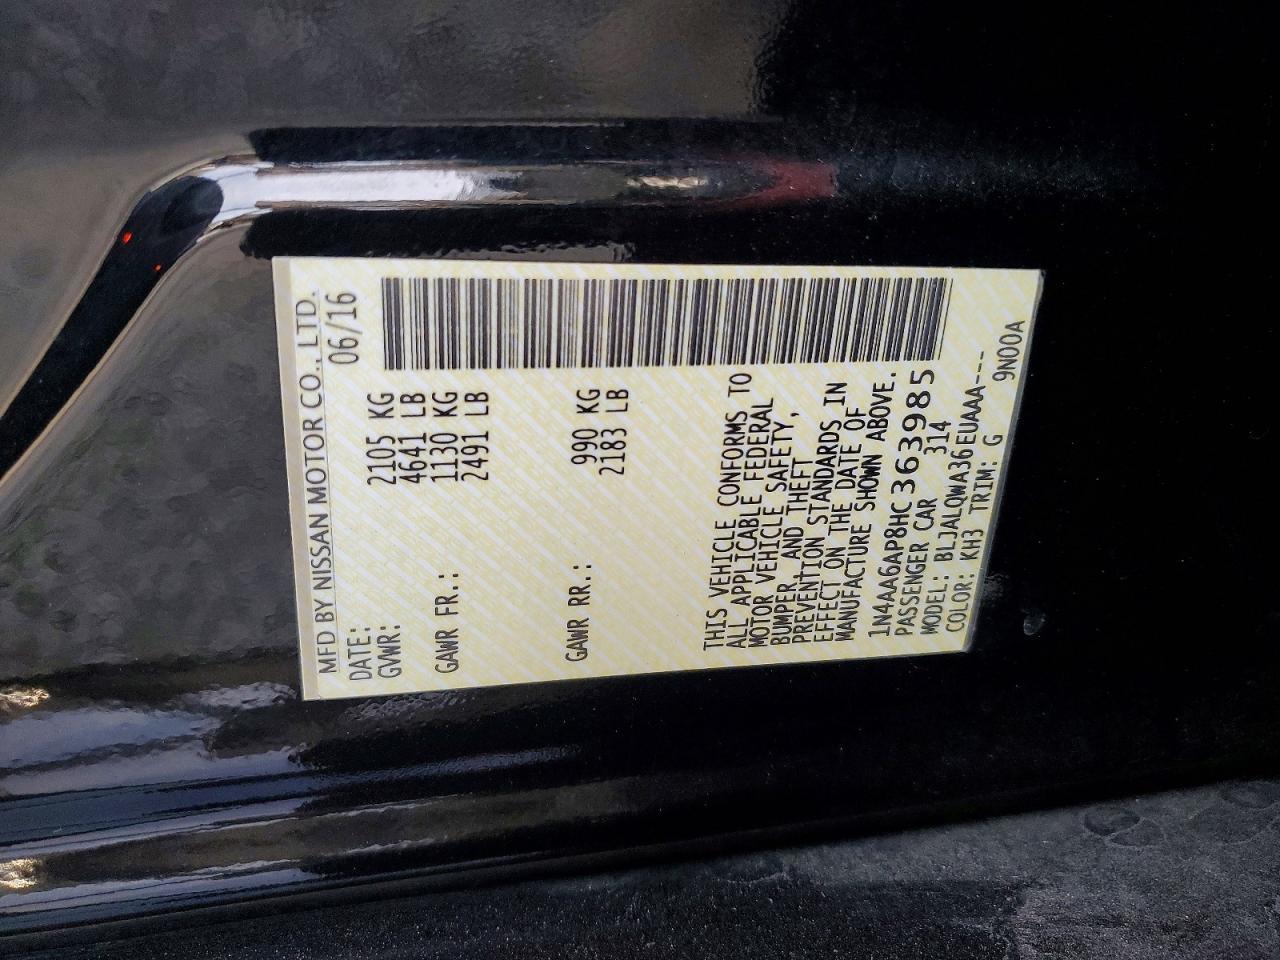 MFD BY NISSAN MOTOR CO., LTD.
DATE: 06/16
GVWR: 2105 KG
4641 LB
GAWR FR.: 1130 KG
2491 LB
GAWR RR.: 990 KG
2183 LB
THIS VEHICLE CONFORMS TO
ALL APPLICABLE FEDERAL
MOTOR VEHICLE SAFETY,
BUMPER, AND THEFT
PREVENTION STANDARDS IN
EFFECT ON THE DATE OF
MANUFACTURE SHOWN ABOVE.
1N4AA6AP8HC363985
PASSENGER CAR 314
MODEL: BLJALQWA36EUAAA---
COLOR: KH3 TRIM: G 9N00A